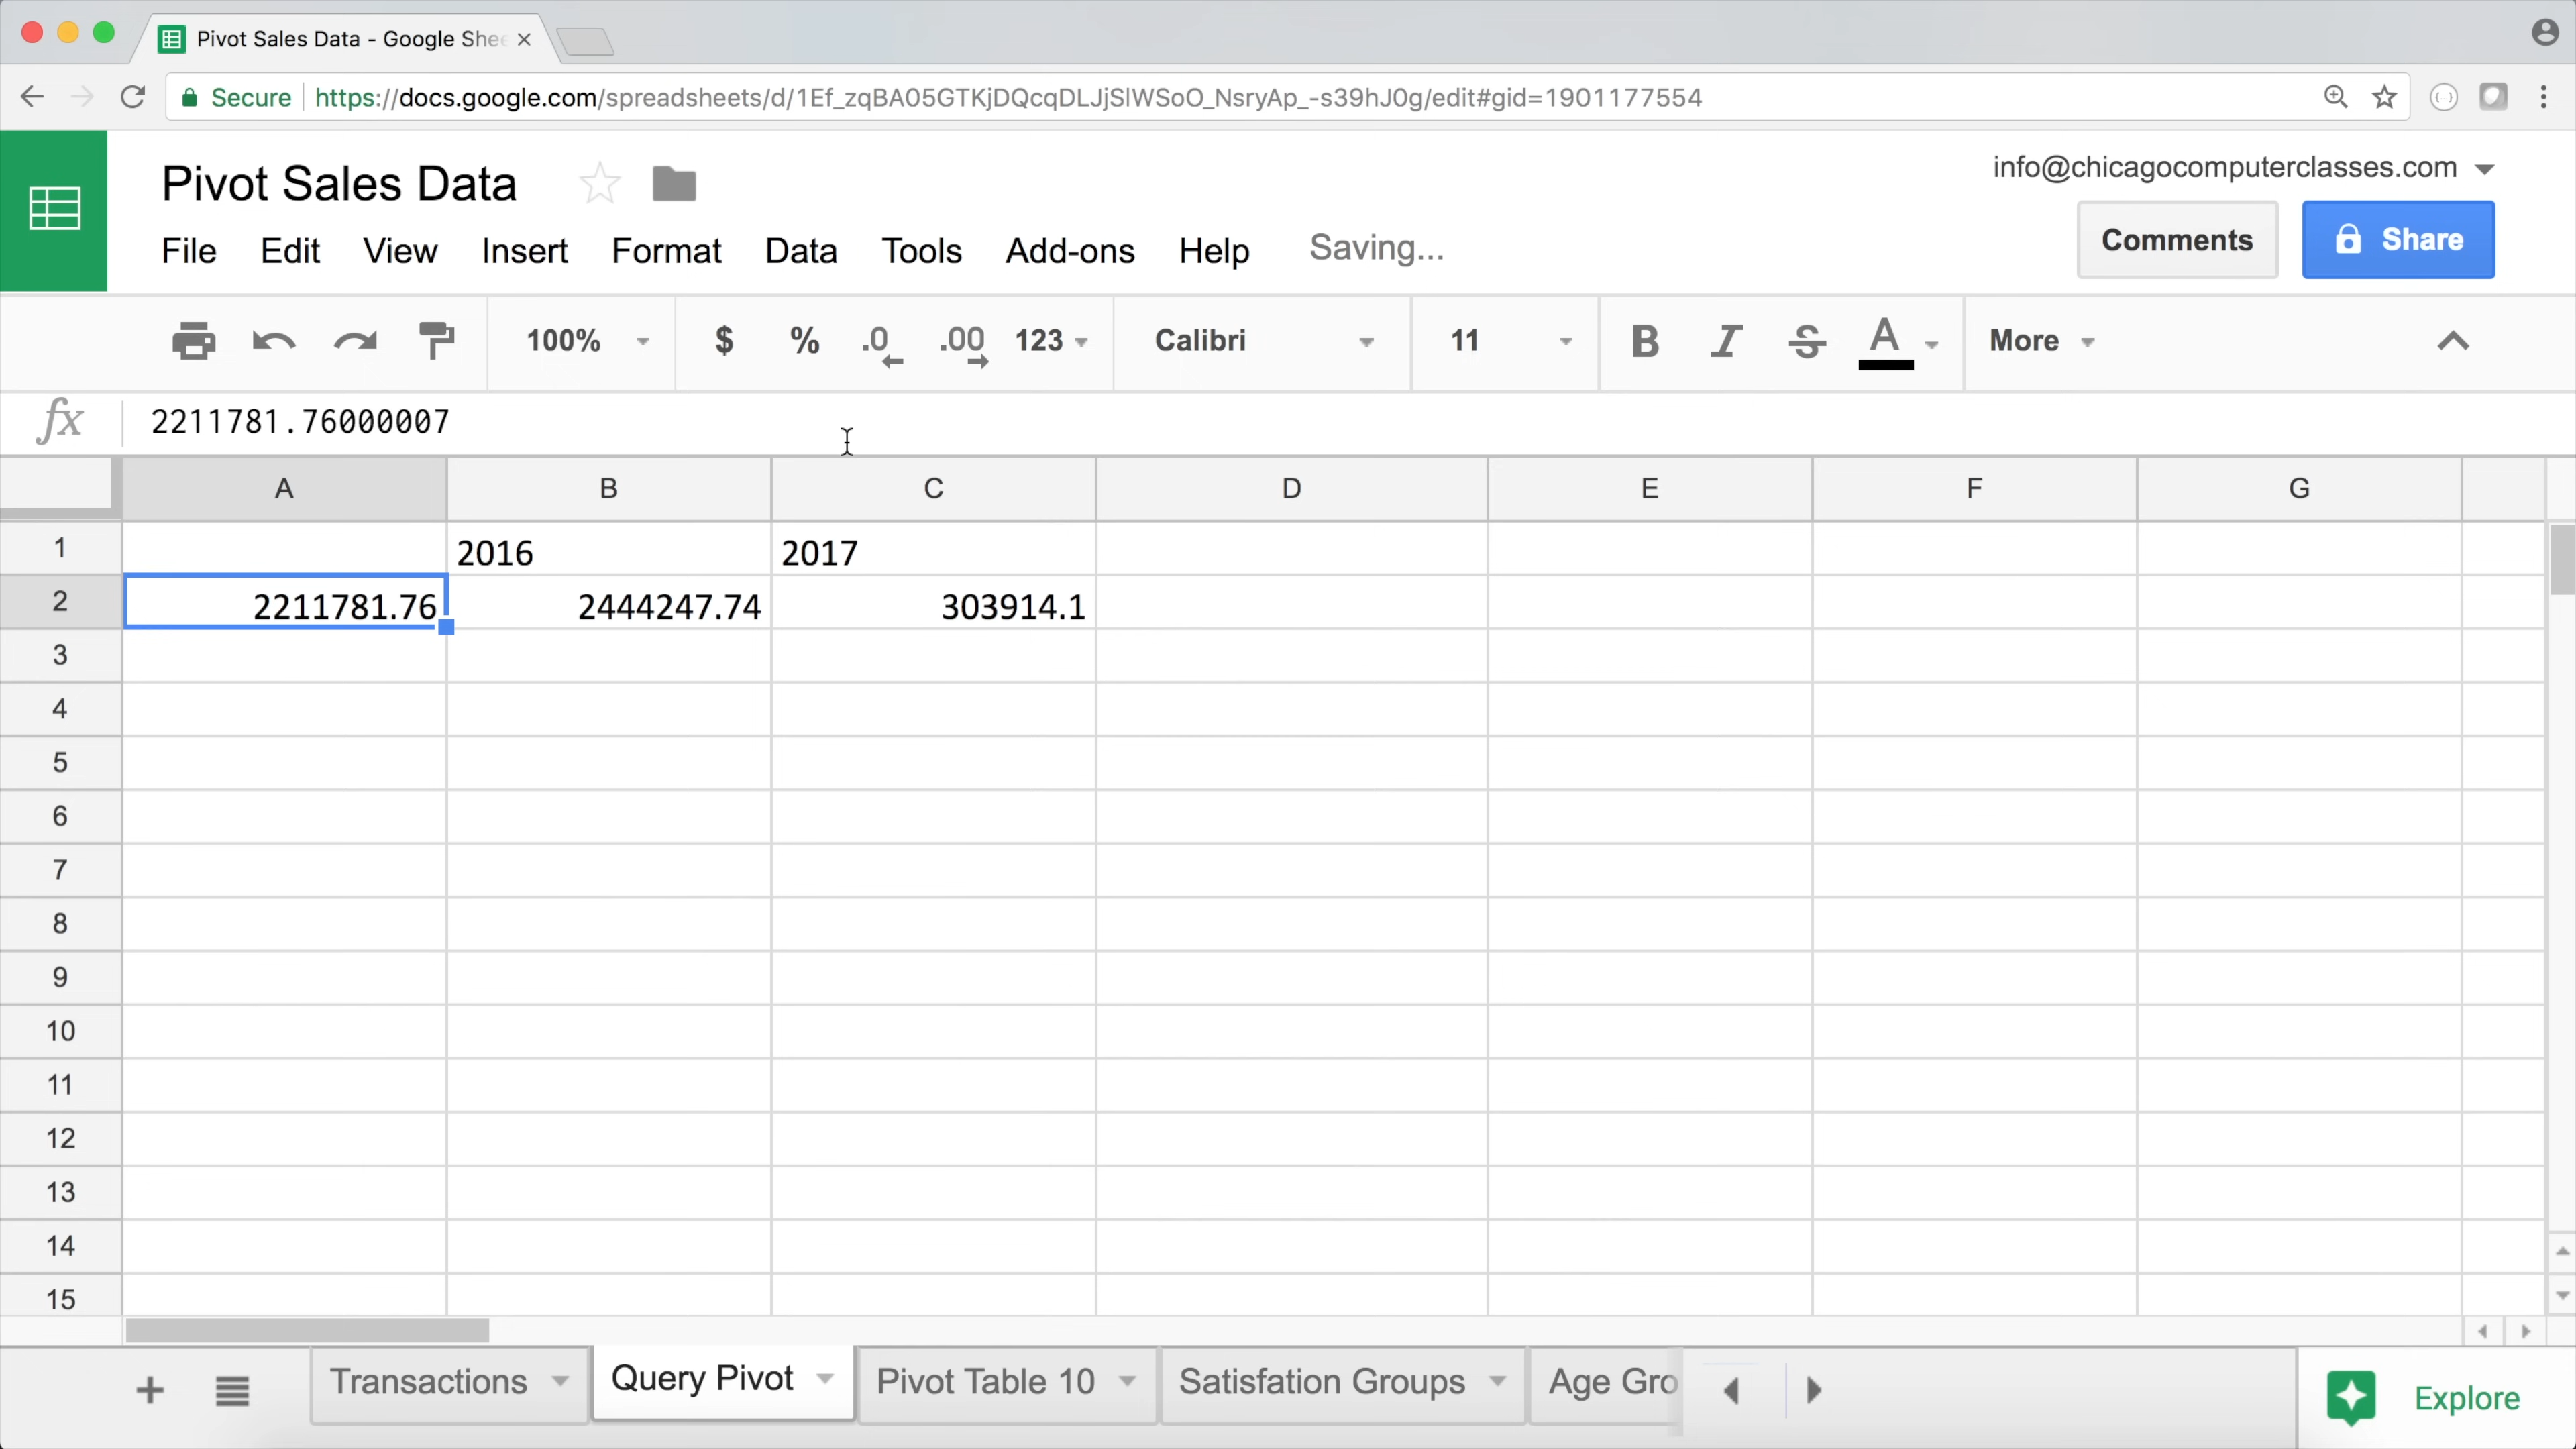 Pivot Sales Data - Google Shee
Secure https://docs.google.com/spreadsheets/d/1Ef_zqBA05GTKjDQcqDLJjSlWSoO_NsryAp_-s39hJ0g/edit#gid=1901177554
Pivot Sales Data
info@chicagocomputerclasses.com
File Edit View Insert Format Data Tools Add-ons Help Saving...
Comments Share
100% $ % .0 .00 123 Calibri 11 B I S A More
fx 2211781.76000007
A B C D E F G
1 2016 2017
2 2211781.76 2444247.74 303914.1
3
4
5
6
7
8
9
10
11
12
13
14
15
Transactions Query Pivot Pivot Table 10 Satisfation Groups Age Gro Explore